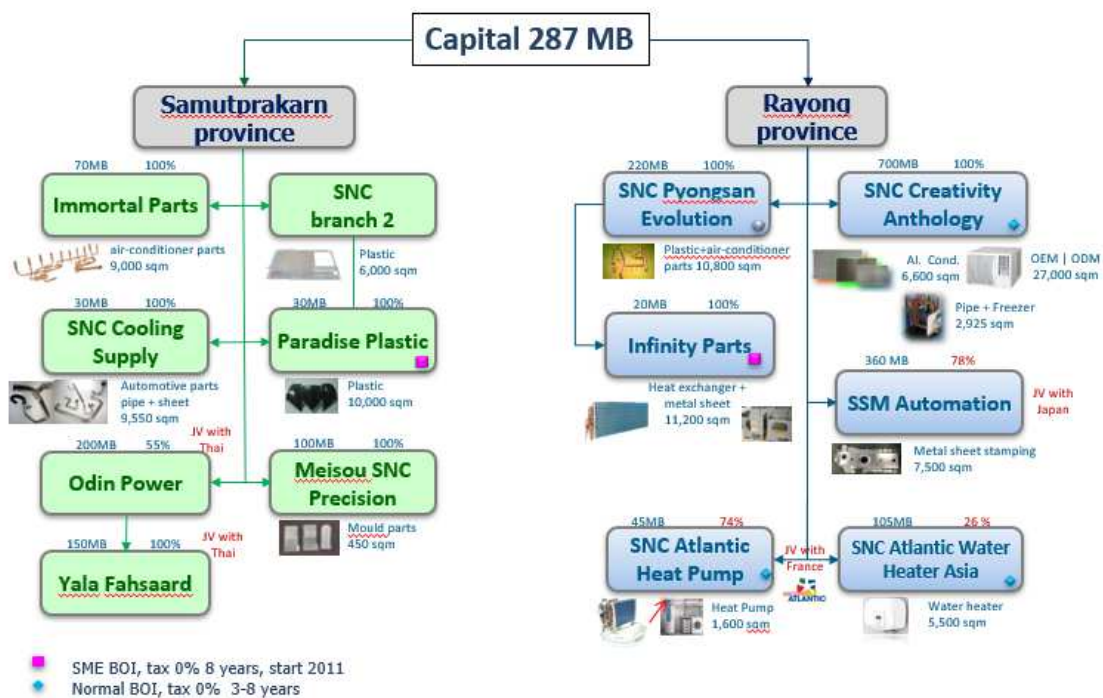 Capital 287 MB
Samutprakarn
province
70MB 100%
Immortal Parts
air-conditioner parts
9,000 sqm
SNC
branch 2
Plastic
6,000 sqm
30MB 100%
SNC Cooling
Supply
Automotive parts
pipe + sheet
9,550 sqm
30MB 100%
Paradise Plastic
Plastic
10,000 sqm
JV with
Thai
200MB 55%
Odin Power
100MB 100%
Meisou SNC
Precision
Mould parts
450 sqm
JV with
Thai
150MB 100%
Yala Fahsaard
Rayong
province
220MB 100%
SNC Pyongsan
Evolution
Plastic+air-conditioner
parts 10,800 sqm
700MB 100%
SNC Creativity
Anthology
Al. Cond.
6,600 sqm
OEM | ODM
27,000 sqm
Pipe + Freezer
2,925 sqm
20MB 100%
Infinity Parts
Heat exchanger +
metal sheet
11,200 sqm
360 MB 78%
SSM Automation
JV with
Japan
Metal sheet stamping
7,500 sqm
45MB 74%
SNC Atlantic
Heat Pump
Heat Pump
1,600 sqm
JV with
France
ATLANTIC
105MB 26 %
SNC Atlantic Water
Heater Asia
Water heater
5,500 sqm
SME BOI, tax 0% 8 years, start 2011
Normal BOI, tax 0% 3-8 years